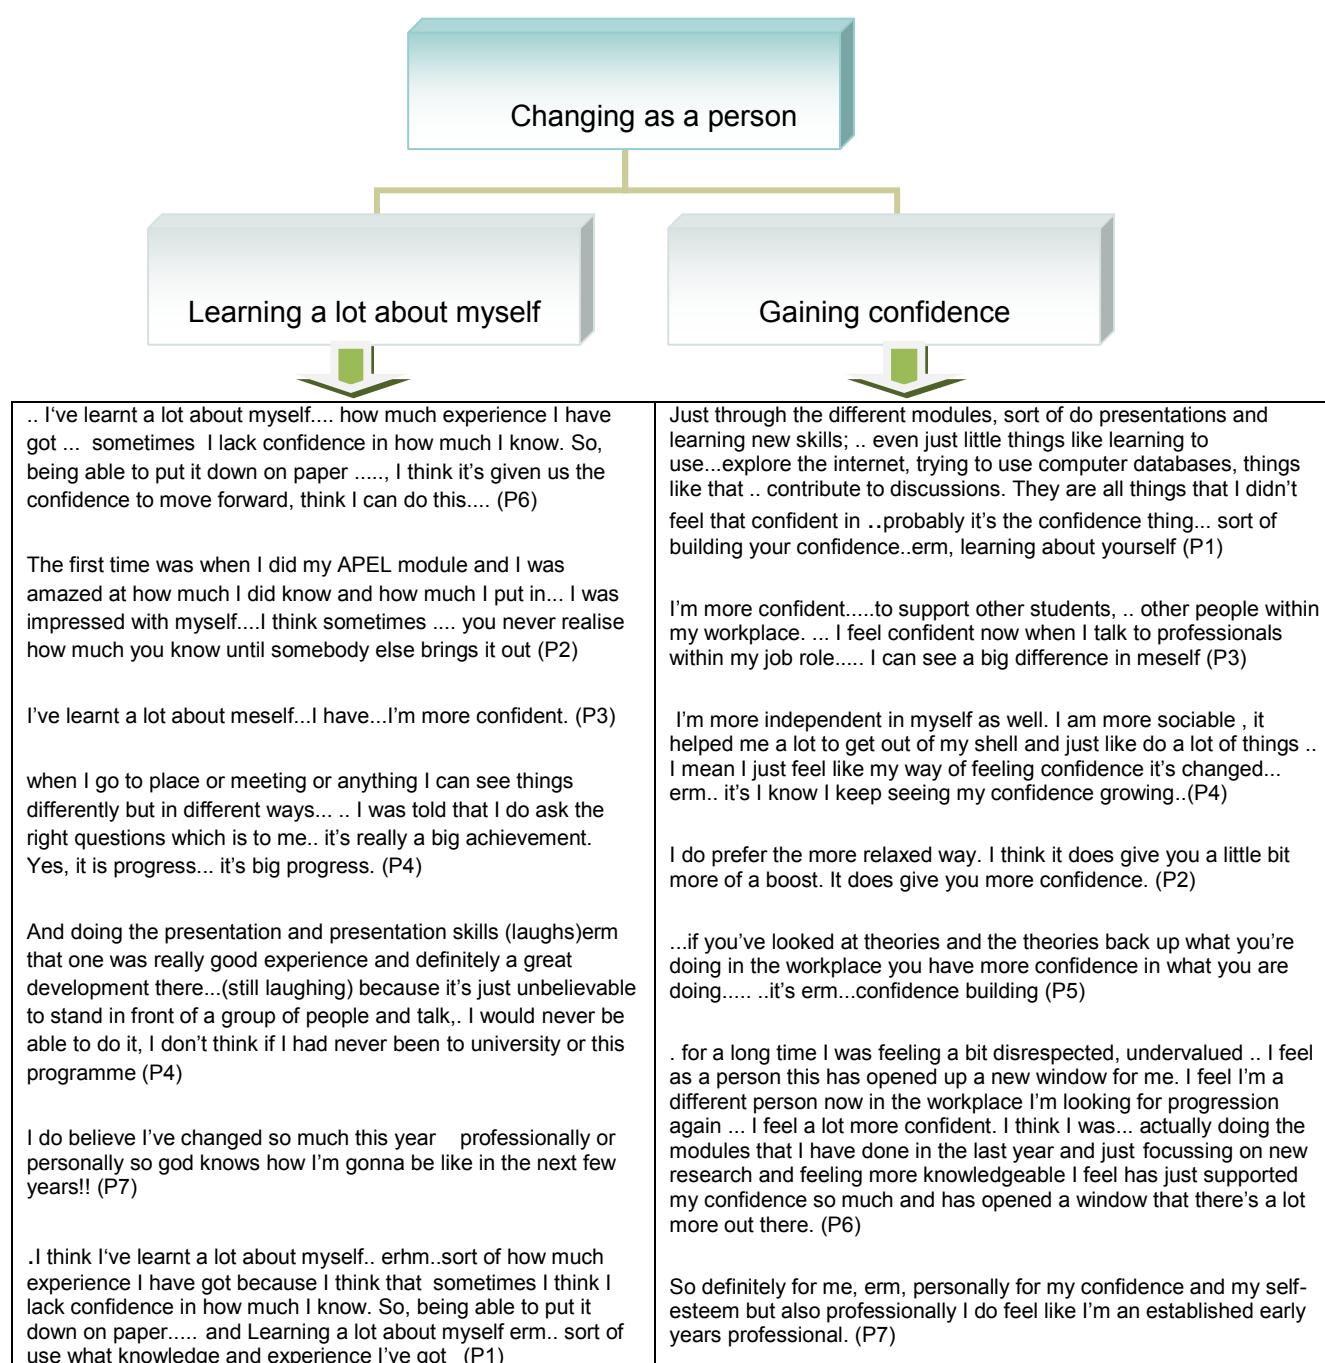 Changing as a person
Learning a lot about myself
Gaining confidence
.. I‘ve learnt a lot about myself.... how much experience I have
got ... sometimes I lack confidence in how much I know. So,
being able to put it down on paper ....., I think it’s given us the
confidence to move forward, think I can do this.... (P6)
The first time was when I did my APEL module and I was
amazed at how much I did know and how much I put in... I was
impressed with myself....I think sometimes .... you never realise
how much you know until somebody else brings it out (P2)
I’ve learnt a lot about meself...I have...I’m more confident. (P3)
when I go to place or meeting or anything I can see things
differently but in different ways... .. I was told that I do ask the
right questions which is to me.. it’s really a big achievement.
Yes, it is progress... it’s big progress. (P4)
And doing the presentation and presentation skills (laughs)erm
that one was really good experience and definitely a great
development there...(still laughing) because it’s just unbelievable
to stand in front of a group of people and talk,. I would never be
able to do it, I don’t think if I had never been to university or this
programme (P4)
I do believe I’ve changed so much this year professionally or
personally so god knows how I’m gonna be like in the next few
years!! (P7)
.I think I‘ve learnt a lot about myself.. erhm..sort of how much
experience I have got because I think that sometimes I think I
lack confidence in how much I know. So, being able to put it
down on paper..... and Learning a lot about myself erm.. sort of
use what knowledge and experience I’ve got (P1)
Just through the different modules, sort of do presentations and
learning new skills; .. even just little things like learning to
use...explore the internet, trying to use computer databases, things
like that .. contribute to discussions. They are all things that I didn’t
feel that confident in ..probably it’s the confidence thing... sort of
building your confidence..erm, learning about yourself (P1)
I’m more confident.....to support other students, .. other people within
my workplace. ... I feel confident now when I talk to professionals
within my job role..... I can see a big difference in meself (P3)
I’m more independent in myself as well. I am more sociable , it
helped me a lot to get out of my shell and just like do a lot of things ..
I mean I just feel like my way of feeling confidence it’s changed...
erm.. it’s I know I keep seeing my confidence growing..(P4)
I do prefer the more relaxed way. I think it does give you a little bit
more of a boost. It does give you more confidence. (P2)
...if you’ve looked at theories and the theories back up what you’re
doing in the workplace you have more confidence in what you are
doing..... ..it’s erm...confidence building (P5)
. for a long time I was feeling a bit disrespected, undervalued .. I feel
as a person this has opened up a new window for me. I feel I’m a
different person now in the workplace I’m looking for progression
again ... I feel a lot more confident. I think I was... actually doing the
modules that I have done in the last year and just focussing on new
research and feeling more knowledgeable I feel has just supported
my confidence so much and has opened a window that there’s a lot
more out there. (P6)
So definitely for me, erm, personally for my confidence and my self-
esteem but also professionally I do feel like I’m an established early
years professional. (P7)